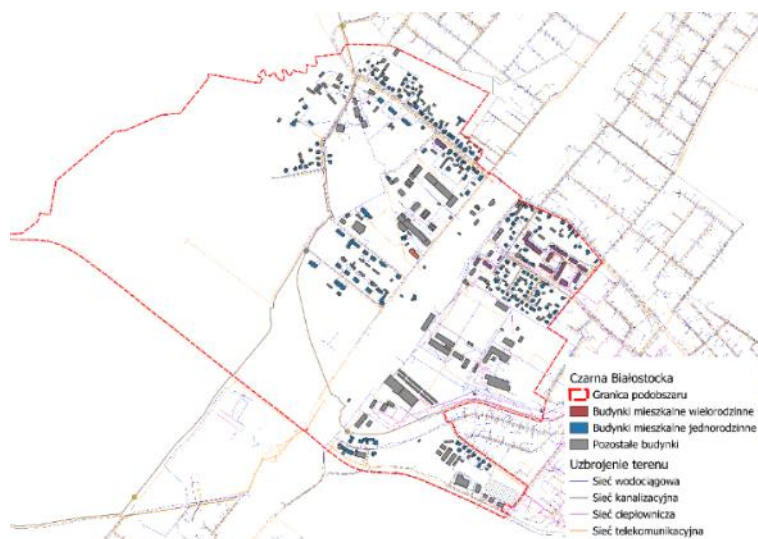 Czarna Białostocka
Granica podobszaru
Budynki mieszkalne wielorodzinne
Budynki mieszkalne jednorodzinne
Pozostałe budynki
Uzbrojenie terenu
Sieć wodociągowa
Sieć kanalizacyjna
Sieć ciepłownicza
Sieć telekomunikacyjna